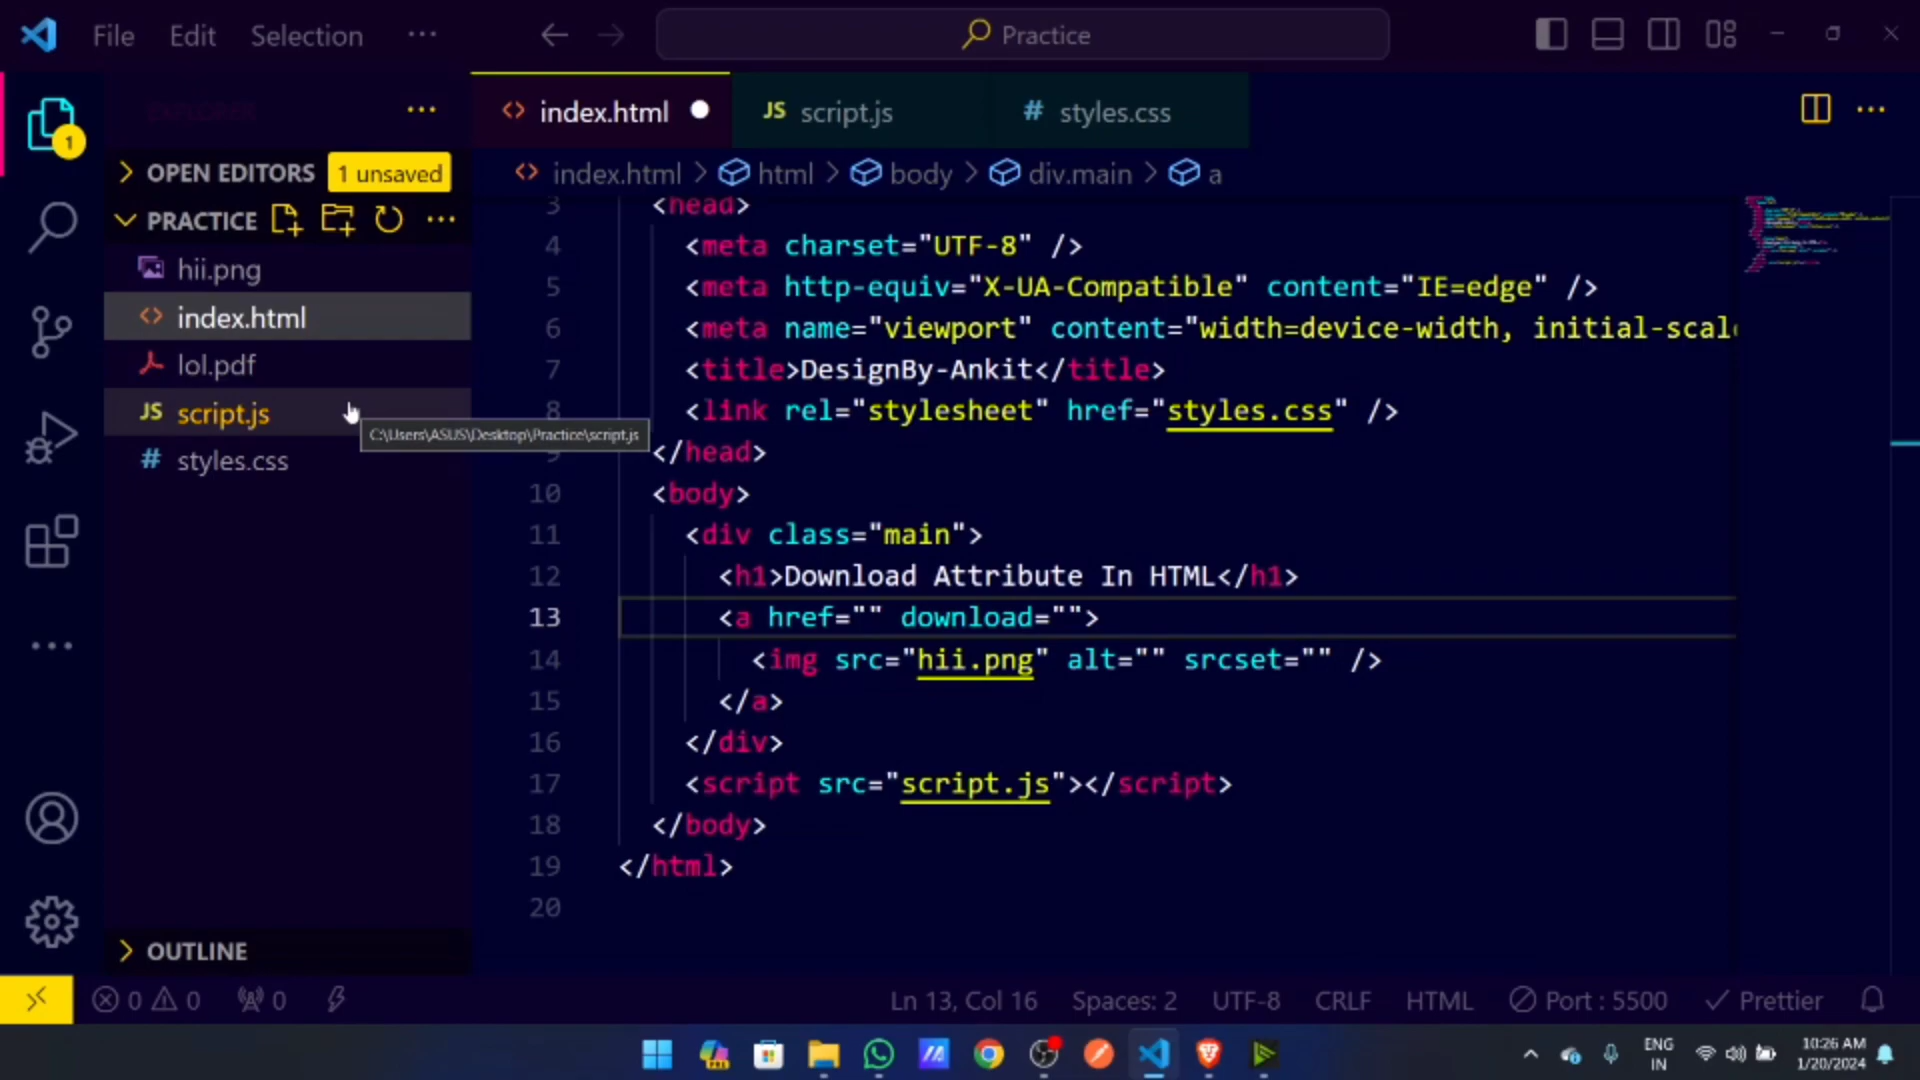 File Edit Selection ··· Practice
EXPLORER ···
1
OPEN EDITORS 1 unsaved
PRACTICE ···
hii.png
index.html
lol.pdf
JS script.js
# styles.css
C:\Users\ASUS\Desktop\Practice\script.js
OUTLINE
<> index.html JS script.js # styles.css ···
<> index.html > html > body > div.main > a
3 <head>
4 <meta charset="UTF-8" />
5 <meta http-equiv="X-UA-Compatible" content="IE=edge" />
6 <meta name="viewport" content="width=device-width, initial-scal
7 <title>DesignBy-Ankit</title>
8 <link rel="stylesheet" href="styles.css" />
9 </head>
10 <body>
11 <div class="main">
12 <h1>Download Attribute In HTML</h1>
13 <a href="" download="">
14 <img src="hii.png" alt="" srcset="" />
15 </a>
16 </div>
17 <script src="script.js"></script>
18 </body>
19 </html>
20
0 0 0 Ln 13, Col 16 Spaces: 2 UTF-8 CRLF HTML Port : 5500 Prettier
PRE ENG 10:26 AM
IN 1/20/2024